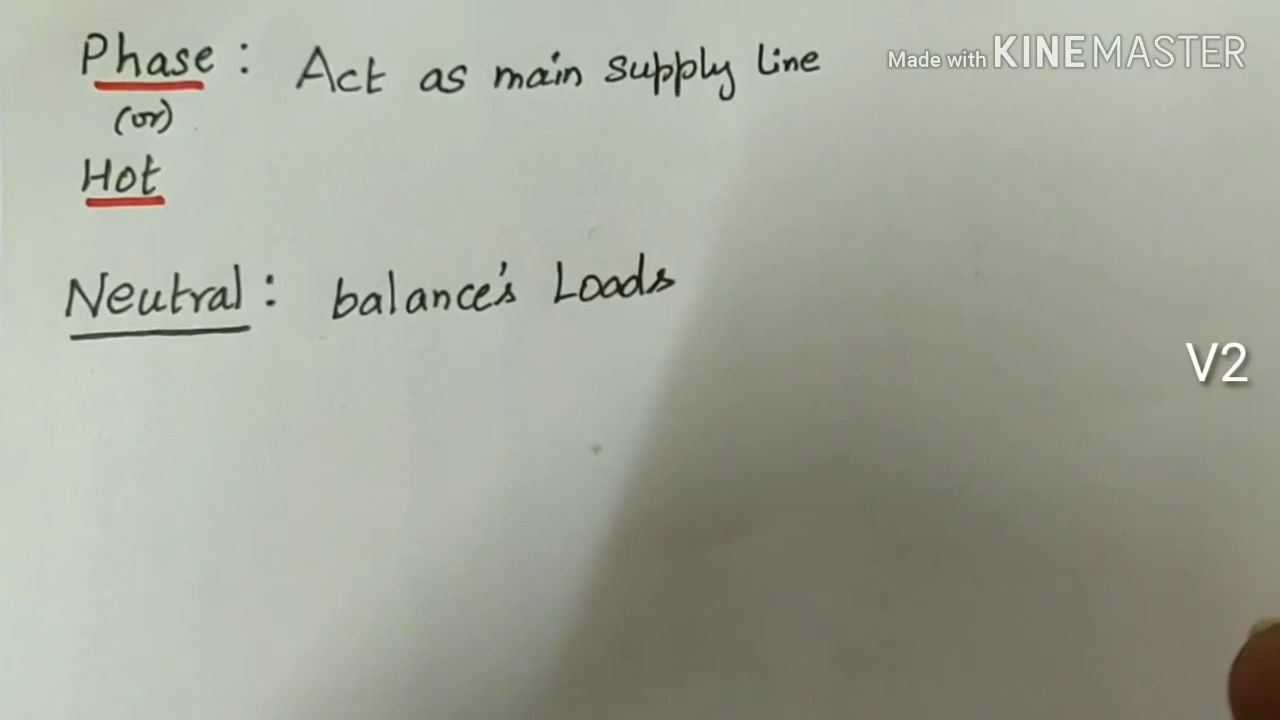 Phase : Act as main supply Line
(or)
Hot
Neutral : balance's Loads
Made with KINEMASTER
V2